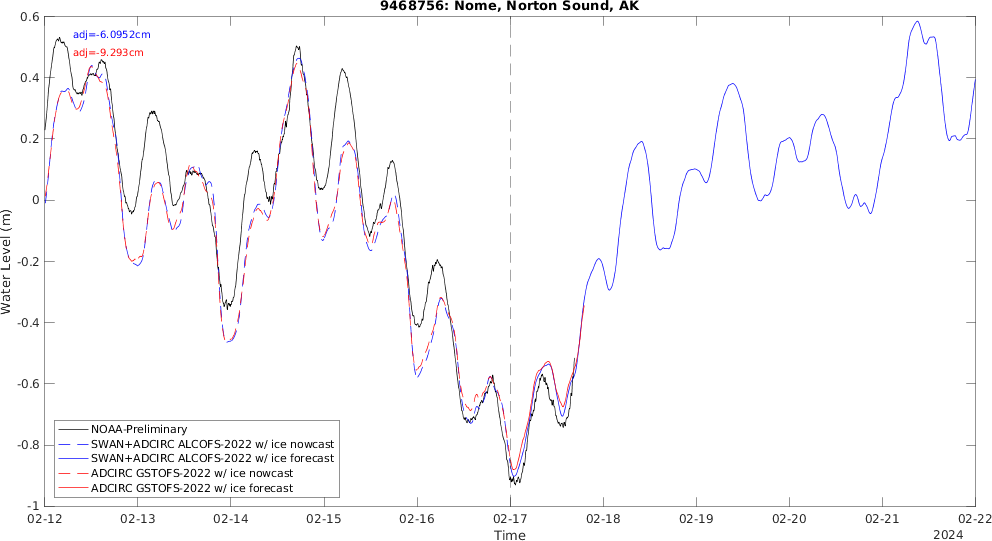 9468756: Nome, Norton Sound, AK
adj=-6.0952cm
adj=-9.293cm
0.6
0.4
0.2
0
-0.2
-0.4
-0.6
-0.8
-1
Water Level (m)
NOAA-Preliminary
SWAN+ADCIRC ALCOFS-2022 w/ ice nowcast
SWAN+ADCIRC ALCOFS-2022 w/ ice forecast
ADCIRC GSTOFS-2022 w/ ice nowcast
ADCIRC GSTOFS-2022 w/ ice forecast
02-12 02-13 02-14 02-15 02-16 02-17 02-18 02-19 02-20 02-21 02-22
Time
2024